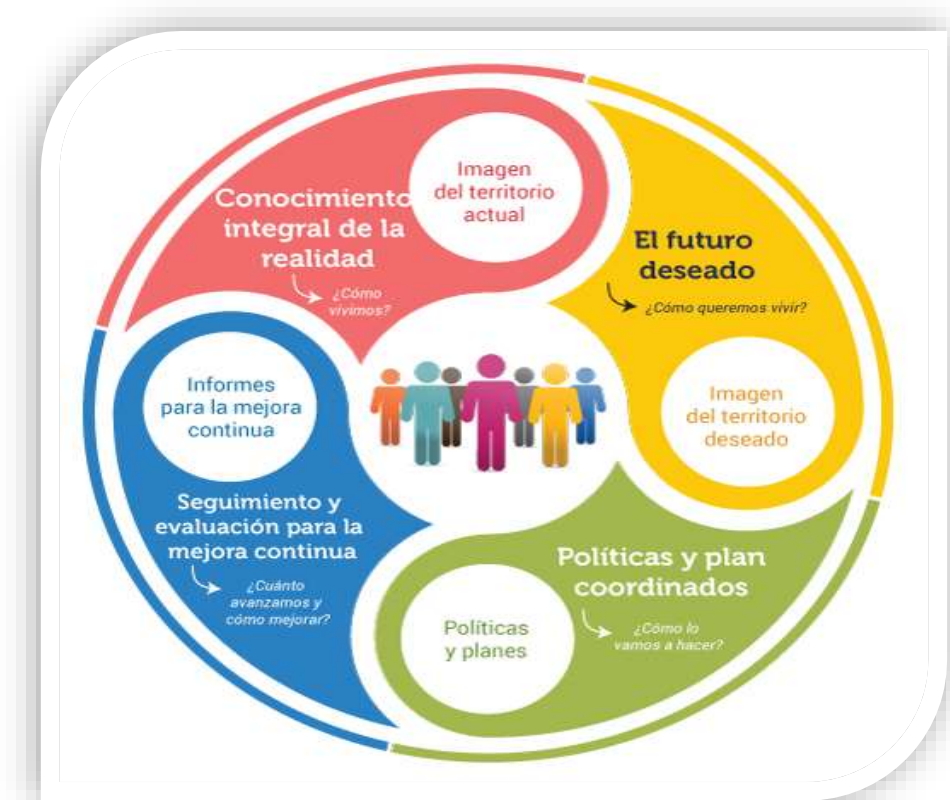 Imagen
del territorio
actual
Conocimiento
integral de la
realidad
¿Cómo
vivimos?
El futuro
deseado
¿Cómo queremos vivir?
Imagen
del territorio
deseado
Políticas y plan
coordinados
¿Cómo lo
vamos a hacer?
Políticas
y planes
Informes
para la mejora
continua
Seguimiento y
evaluación para la
mejora continua
¿Cuánto
avanzamos y
cómo mejorar?